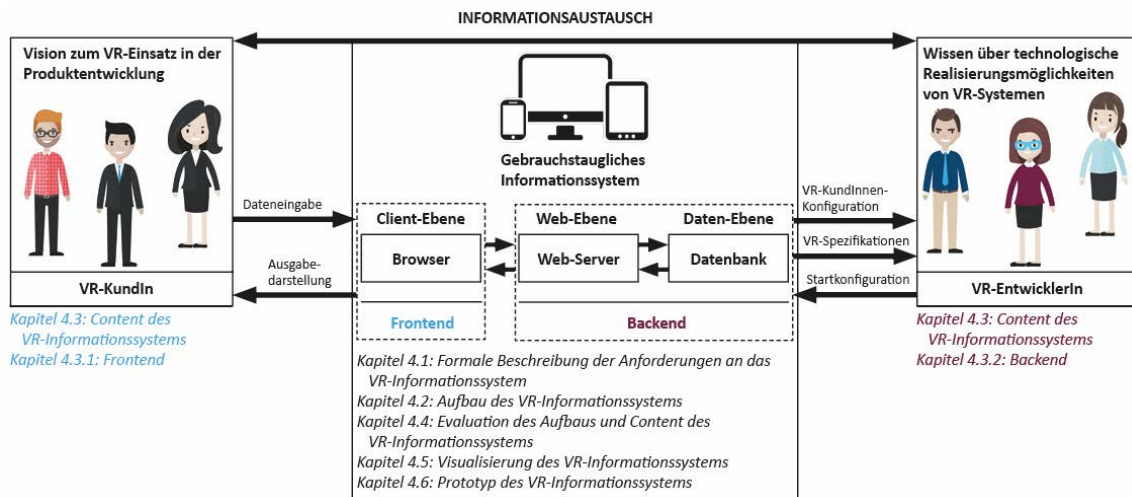 INFORMATIONSAUSTAUSCH
Vision zum VR-Einsatz in der
Produktentwicklung
VR-KundIn
Kapitel 4.3: Content des
VR-Informationssystems
Kapitel 4.3.1: Frontend
Dateneingabe
Ausgabe-
darstellung
Gebrauchstaugliches
Informationssystem
Client-Ebene
Browser
Frontend
Web-Ebene
Daten-Ebene
Web-Server
Datenbank
Backend
Kapitel 4.1: Formale Beschreibung der Anforderungen an das
VR-Informationssystem
Kapitel 4.2: Aufbau des VR-Informationssystems
Kapitel 4.4: Evaluation des Aufbaus und Content des
VR-Informationssystems
Kapitel 4.5: Visualisierung des VR-Informationssystems
Kapitel 4.6: Prototyp des VR-Informationssystems
VR-KundInnen-
Konfiguration
VR-Spezifikationen
Startkonfiguration
Wissen über technologische
Realisierungsmöglichkeiten
von VR-Systemen
VR-EntwicklerIn
Kapitel 4.3: Content des
VR-Informationssystems
Kapitel 4.3.2: Backend